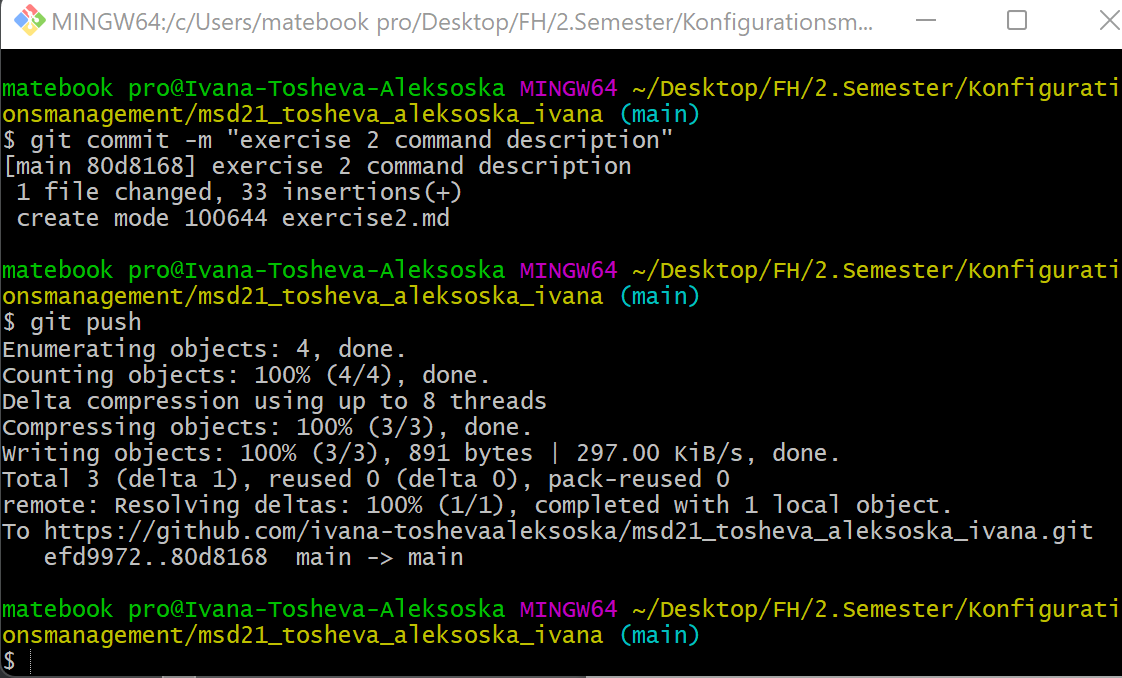 MINGW64:/c/Users/matebook pro/Desktop/FH/2.Semester/Konfigurationsm...
matebook pro@Ivana-Tosheva-Aleksoska MINGW64 ~/Desktop/FH/2.Semester/Konfigurati
onsmanagement/msd21_tosheva_aleksoska_ivana (main)
$ git commit -m "exercise 2 command description"
[main 80d8168] exercise 2 command description
 1 file changed, 33 insertions(+)
 create mode 100644 exercise2.md
matebook pro@Ivana-Tosheva-Aleksoska MINGW64 ~/Desktop/FH/2.Semester/Konfigurati
onsmanagement/msd21_tosheva_aleksoska_ivana (main)
$ git push
Enumerating objects: 4, done.
Counting objects: 100% (4/4), done.
Delta compression using up to 8 threads
Compressing objects: 100% (3/3), done.
Writing objects: 100% (3/3), 891 bytes | 297.00 KiB/s, done.
Total 3 (delta 1), reused 0 (delta 0), pack-reused 0
remote: Resolving deltas: 100% (1/1), completed with 1 local object.
To https://github.com/ivana-toshevaaleksoska/msd21_tosheva_aleksoska_ivana.git
   efd9972..80d8168  main -> main
matebook pro@Ivana-Tosheva-Aleksoska MINGW64 ~/Desktop/FH/2.Semester/Konfigurati
onsmanagement/msd21_tosheva_aleksoska_ivana (main)
$